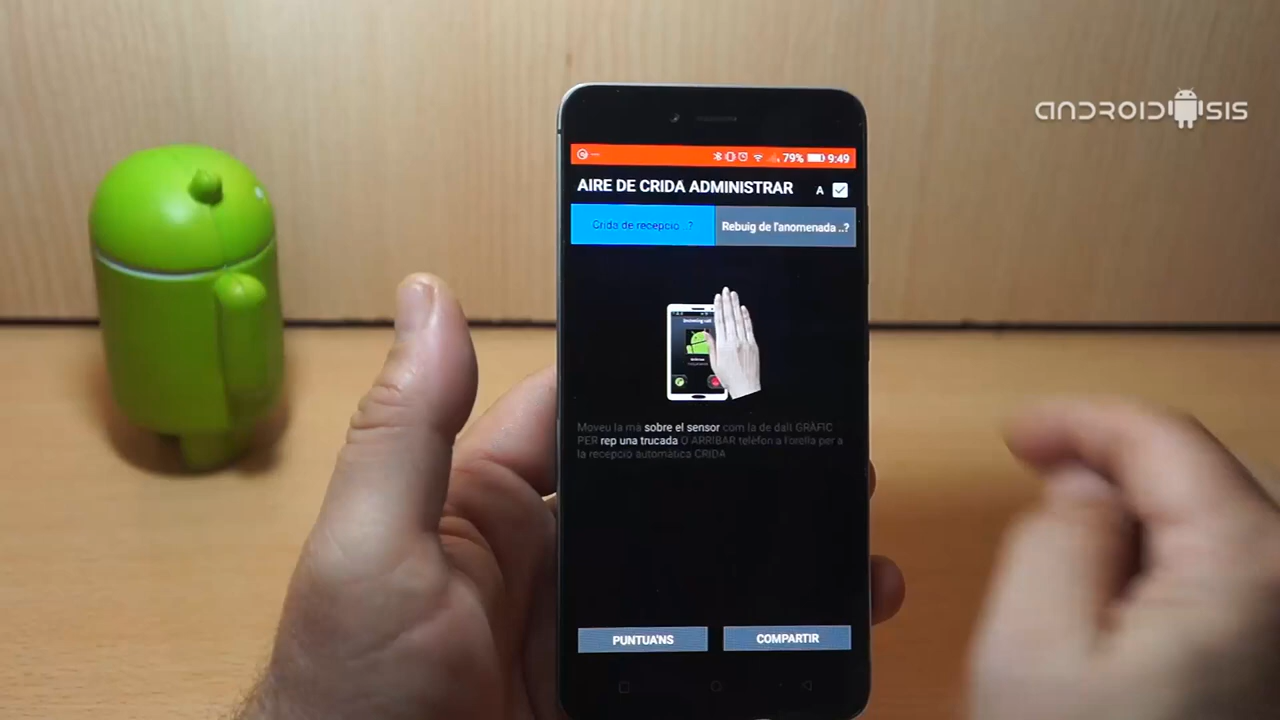 ANDROIDSIS
79% 9:49
AIRE DE CRIDA ADMINISTRAR A
Crida de recepció ..? Rebuig de l'anomenada ..?
Incoming call
Moveu la mà sobre el sensor com la de dalt GRÀFIC
PER rep una trucada O ARRIBAR telèfon a l'orella per a
la recepció automàtica CRIDA
PUNTUA'NS COMPARTIR